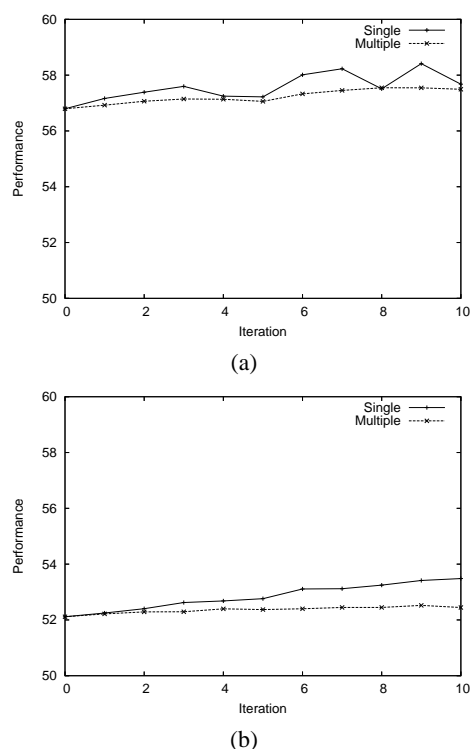 60
58
56
54
52
50
0 2 4 6 8 10
Performance
Iteration
Single
Multiple
(a)
60
58
56
54
52
50
0 2 4 6 8 10
Performance
Iteration
Single
Multiple
(b)